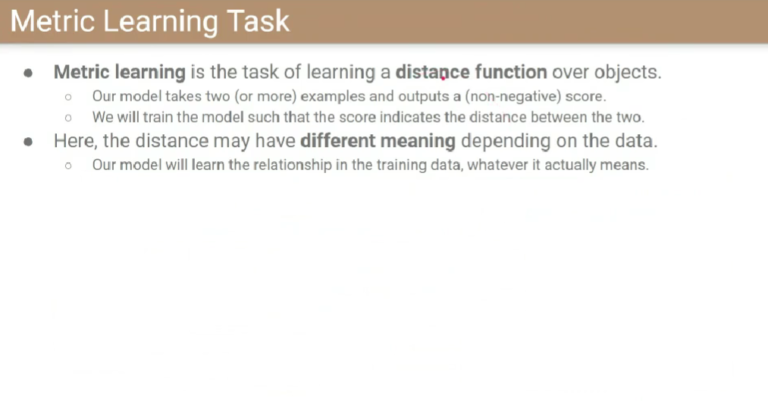 Metric Learning Task
● Metric learning is the task of learning a distance function over objects.
○ Our model takes two (or more) examples and outputs a (non-negative) score.
○ We will train the model such that the score indicates the distance between the two.
● Here, the distance may have different meaning depending on the data.
○ Our model will learn the relationship in the training data, whatever it actually means.